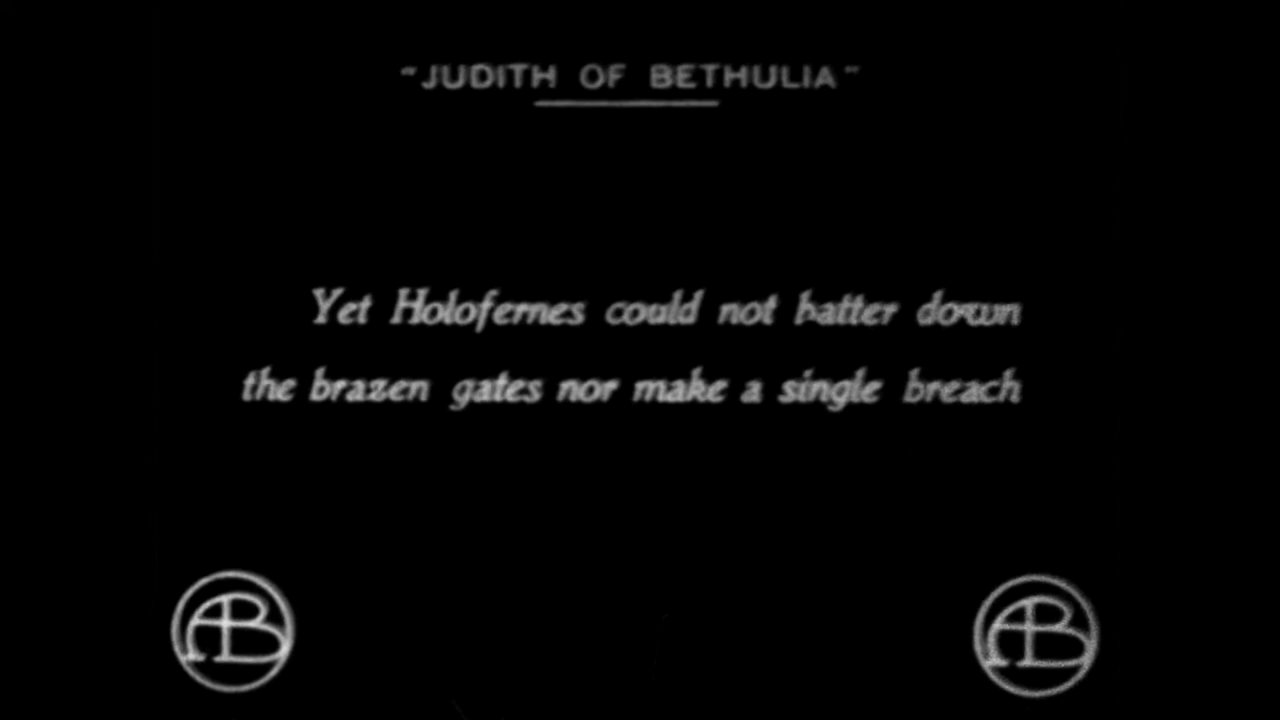 "JUDITH OF BETHULIA"
Yet Holofernes could not batter down
the brazen gates nor make a single breach
AB
AB